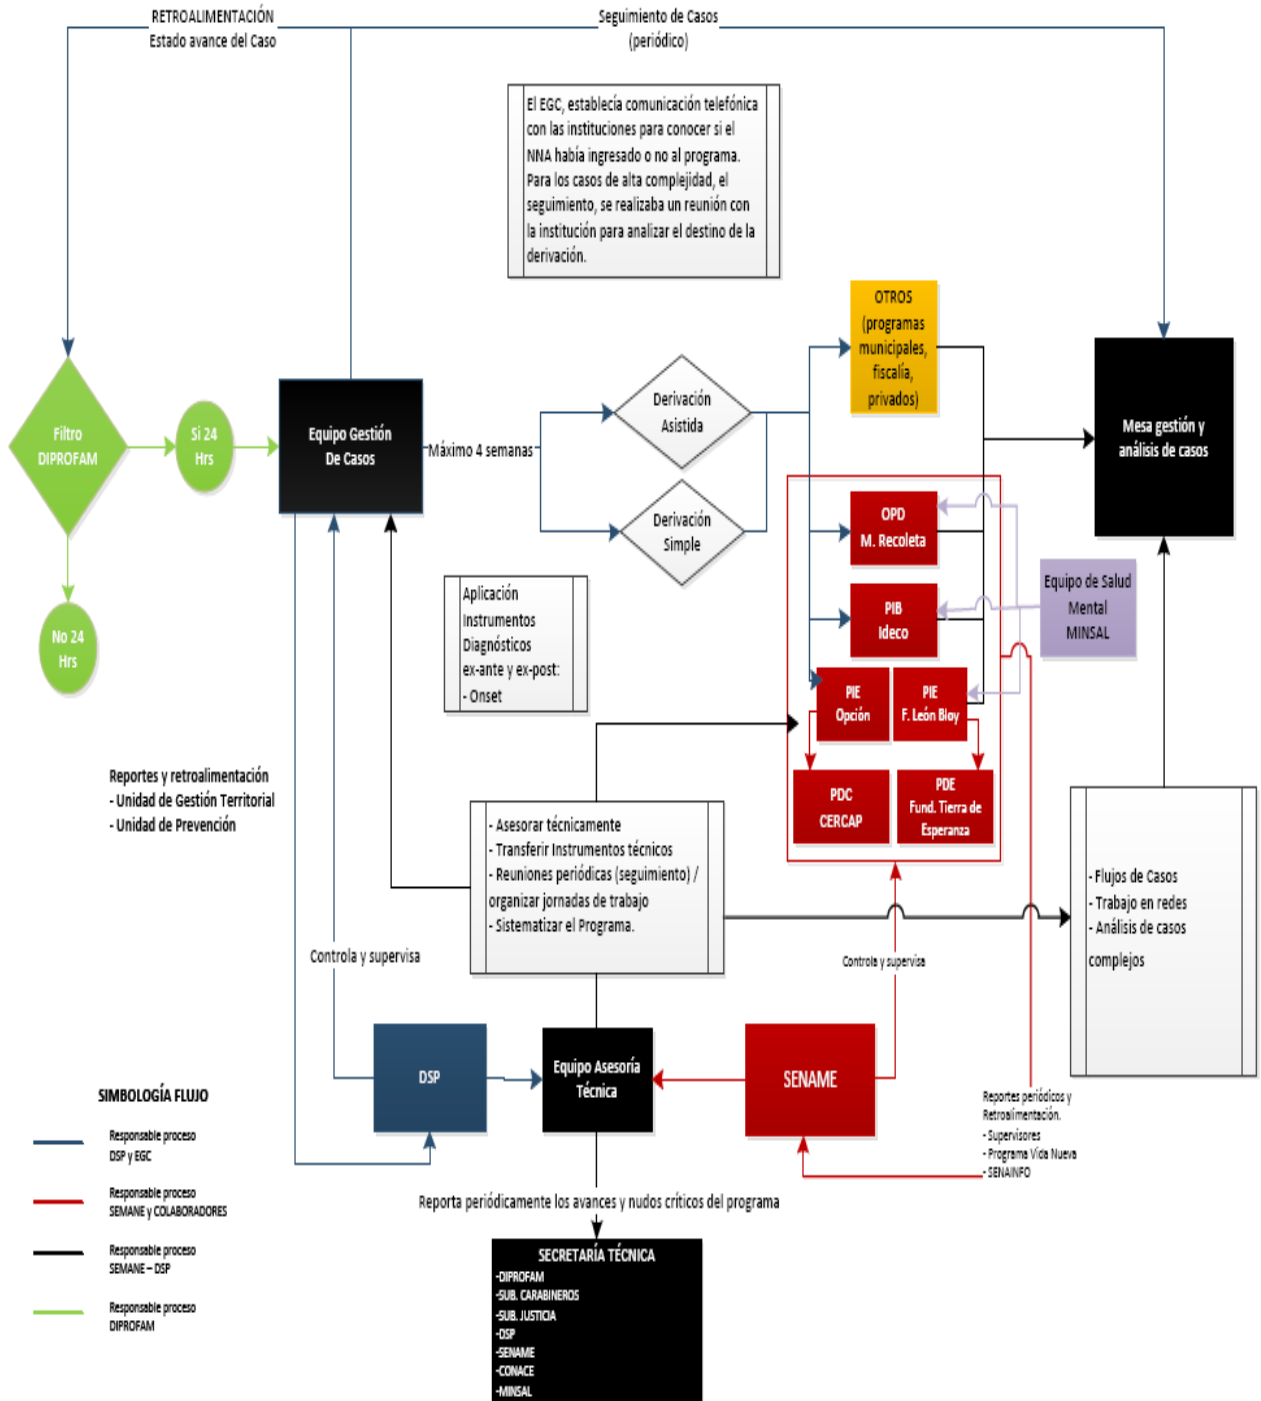 RETROALIMENTACIÓN
Estado avance del Caso
Seguimiento de Casos
(periódico)
El EGC, establecía comunicación telefónica
con las instituciones para conocer si el
NNA había ingresado o no al programa.
Para los casos de alta complejidad, el
seguimiento, se realizaba un reunión con
la institución para analizar el destino de la
derivación.
OTROS
(programas
municipales,
fiscalía,
privados)
Filtro
DIPROFAM
Si 24
Hrs
Equipo Gestión
De Casos
Máximo 4 semanas
Derivación
Asistida
Derivación
Simple
Mesa gestión y
análisis de casos
OPD
M. Recoleta
PIB
Ideco
Equipo de Salud
Mental
MINSAL
No 24
Hrs
Aplicación
Instrumentos
Diagnósticos
ex-ante y ex-post:
- Onset
PIE
Opción
PIE
F. León Bloy
PDC
CERCAP
PDE
Fund. Tierra de
Esperanza
Reportes y retroalimentación
- Unidad de Gestión Territorial
- Unidad de Prevención
- Asesorar técnicamente
- Transferir Instrumentos técnicos
- Reuniones periódicas (seguimiento) /
organizar jornadas de trabajo
- Sistematizar el Programa.
- Flujos de Casos
- Trabajo en redes
- Análisis de casos
complejos
Controla y supervisa
Controla y supervisa
DSP
Equipo Asesoría
Técnica
SENAME
Reportes periódicos y
Retroalimentación.
- Supervisores
- Programa Vida Nueva
- SENAINFO
SIMBOLOGÍA FLUJO
Responsable proceso
DSP y EGC
Responsable proceso
SEMANE y COLABORADORES
Responsable proceso
SEMANE – DSP
Responsable proceso
DIPROFAM
Reporta periódicamente los avances y nudos críticos del programa
SECRETARÍA TÉCNICA
-DIPROFAM
-SUB. CARABINEROS
-SUB. JUSTICIA
-DSP
-SENAME
-CONACE
-MINSAL